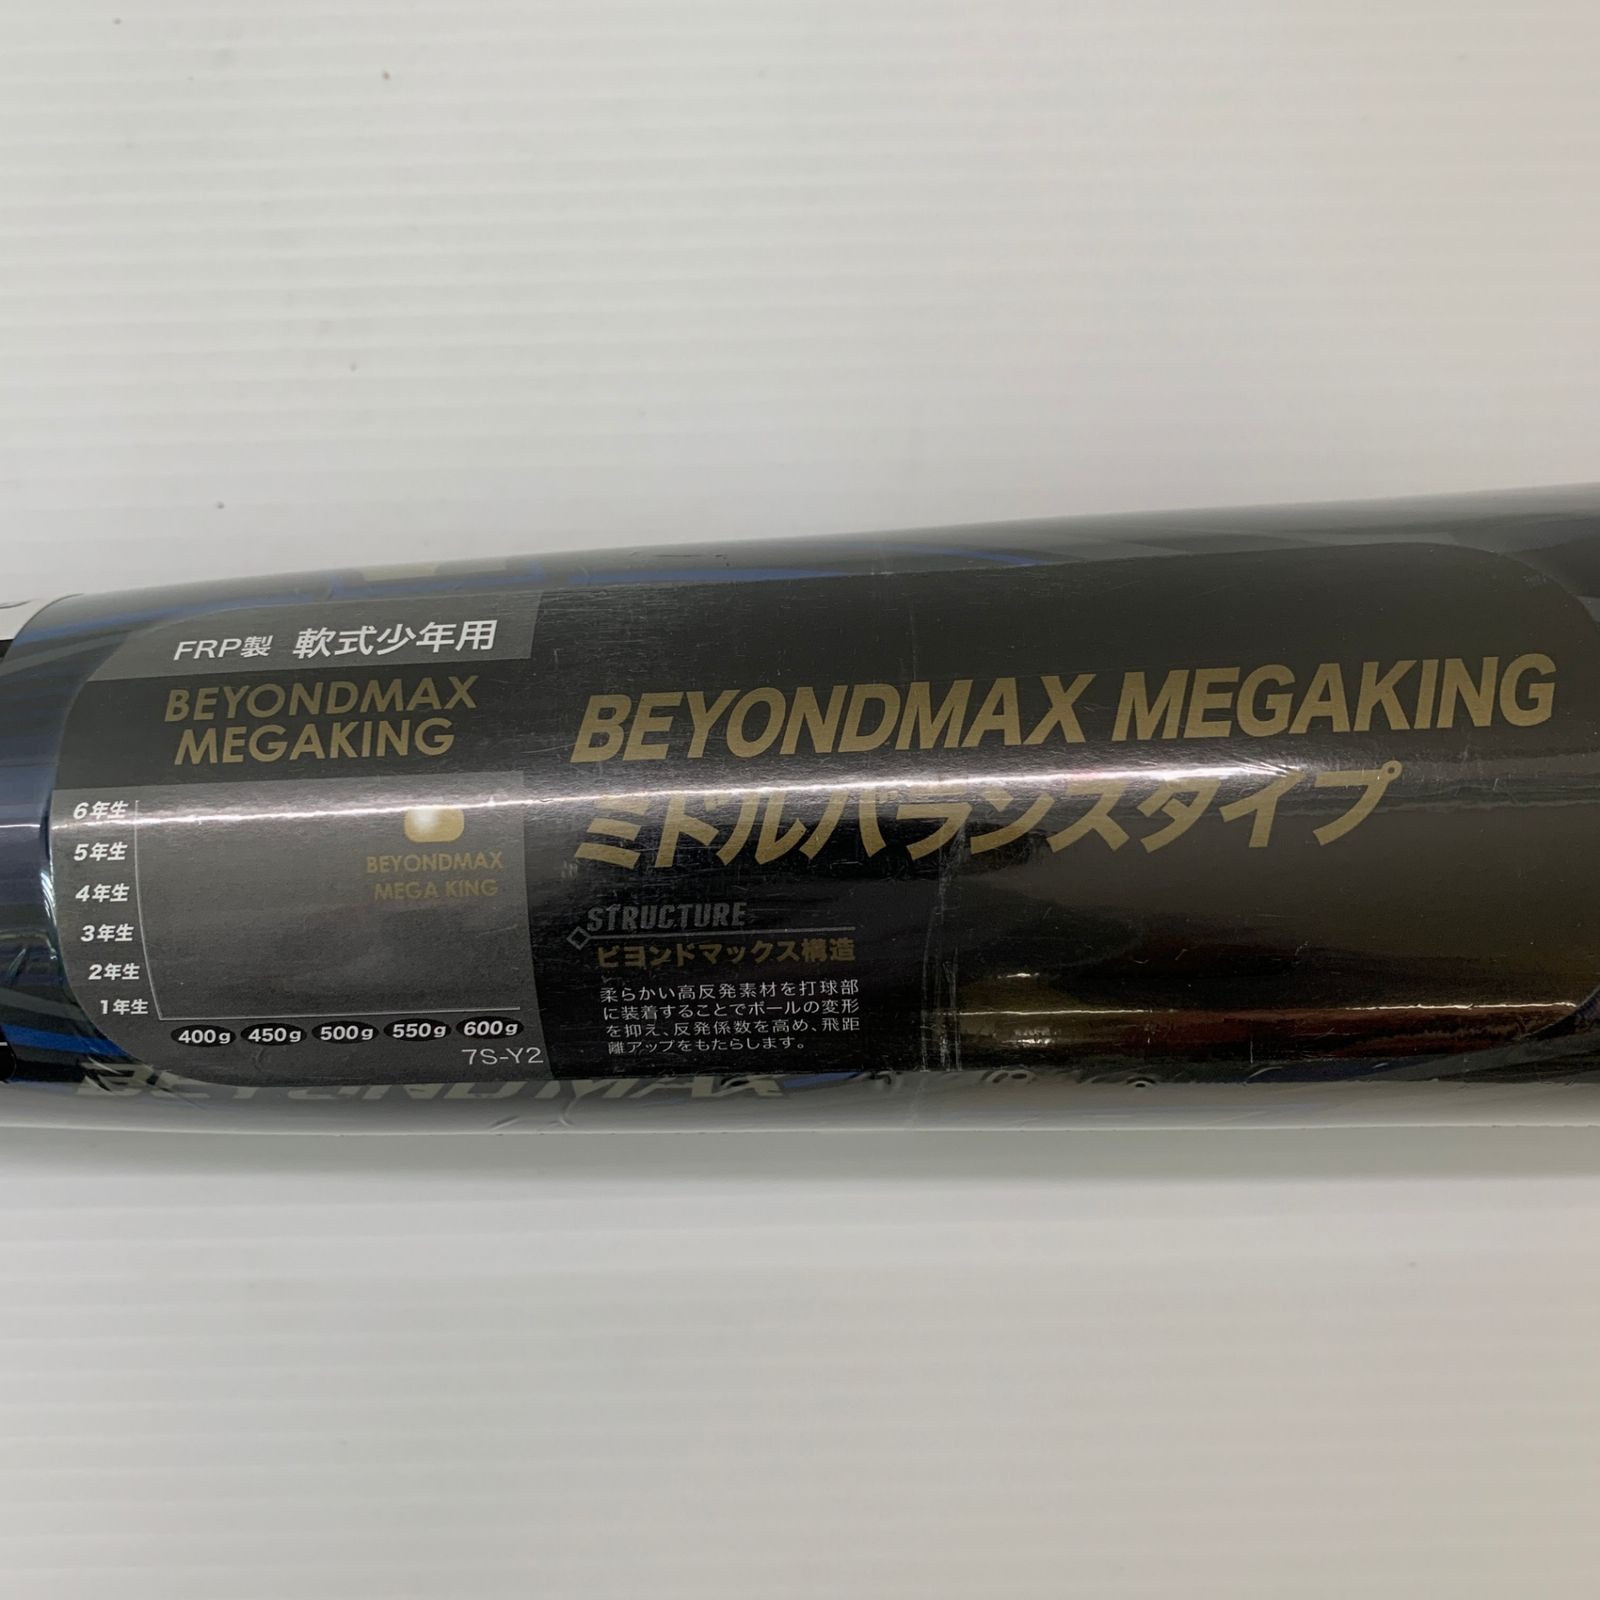 FRP製 軟式少年用
BEYONDMAX
MEGAKING
6年生
5年生
4年生
3年生
2年生
1年生
BEYONDMAX
MEGA KING
400g 450g 500g 550g 600g
7S-Y2
BEYONDMAX MEGAKING
ミドルバランスタイプ
STRUCTURE
ビヨンドマックス構造
柔らかい高反発素材を打球部
に装着することでボールの変形
を抑え、反発係数を高め、飛距
離アップをもたらします。
BEYONDMAX